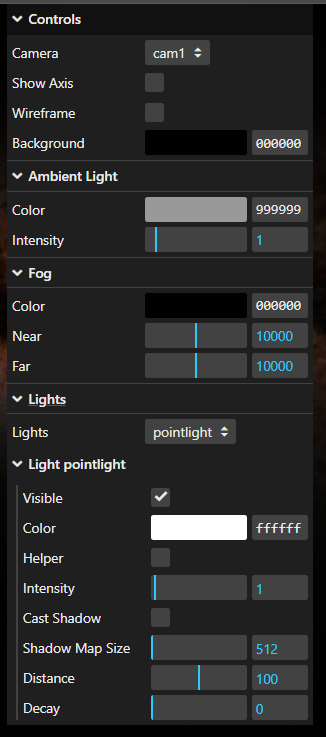 Controls
Camera cam1
Show Axis
Wireframe
Background 000000
Ambient Light
Color 999999
Intensity 1
Fog
Color 000000
Near 10000
Far 10000
Lights
Lights pointlight
Light pointlight
Visible
Color ffffff
Helper
Intensity 1
Cast Shadow
Shadow Map Size 512
Distance 100
Decay 0